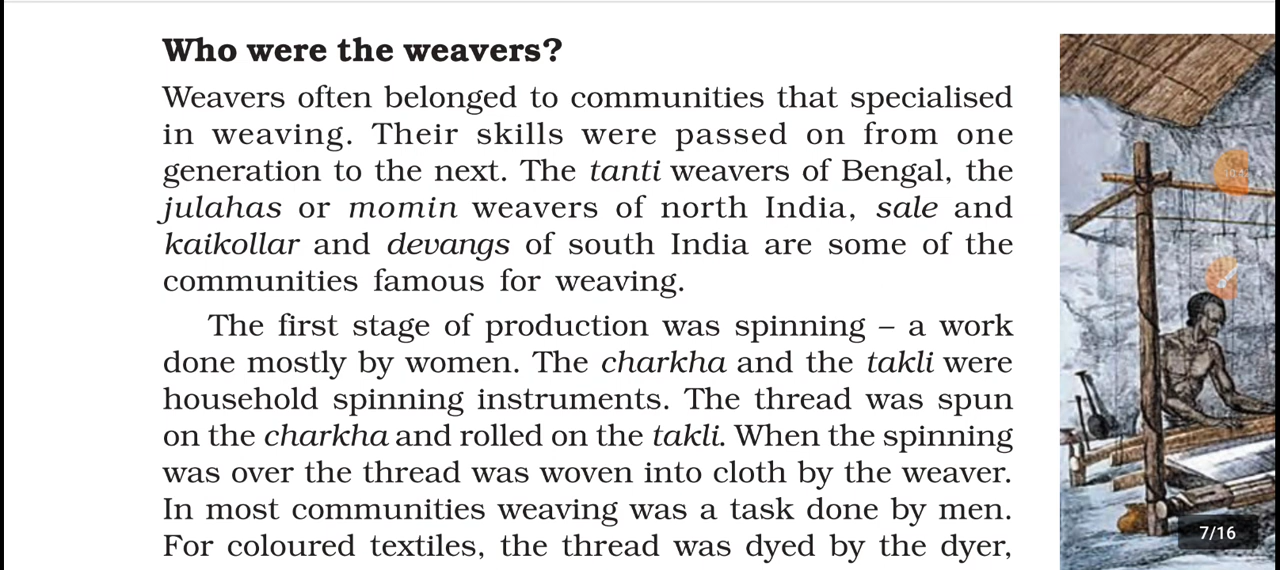 Who were the weavers?
Weavers often belonged to communities that specialised
in weaving. Their skills were passed on from one
generation to the next. The tanti weavers of Bengal, the
julahas or momin weavers of north India, sale and
kaikollar and devangs of south India are some of the
communities famous for weaving.
The first stage of production was spinning – a work
done mostly by women. The charkha and the takli were
household spinning instruments. The thread was spun
on the charkha and rolled on the takli. When the spinning
was over the thread was woven into cloth by the weaver.
In most communities weaving was a task done by men.
For coloured textiles, the thread was dyed by the dyer,
7/16